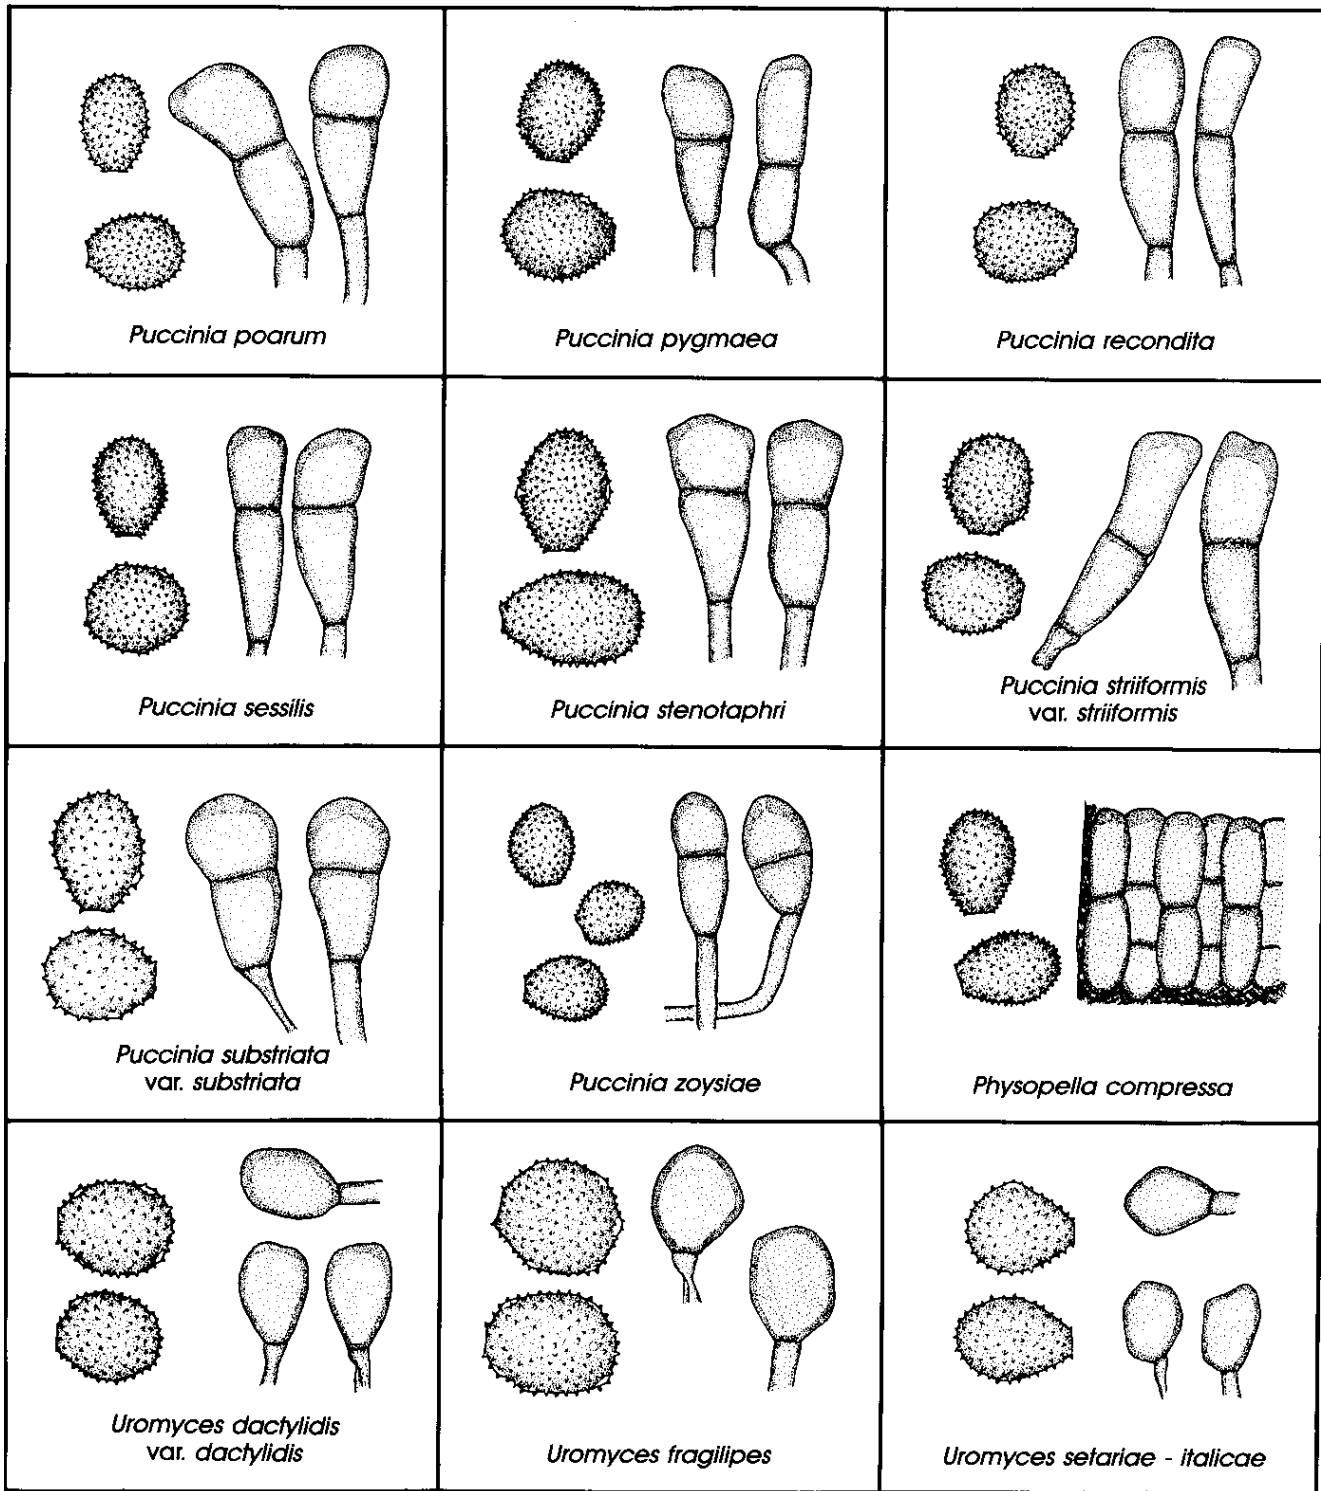 Puccinia poarum
Puccinia pygmaea
Puccinia recondita
Puccinia sessilis
Puccinia stenotaphri
Puccinia striiformis
var. striiformis
Puccinia substriata
var. substriata
Puccinia zoysiae
Physopella compressa
Uromyces dactylidis
var. dactylidis
Uromyces fragilipes
Uromyces setariae - italicae